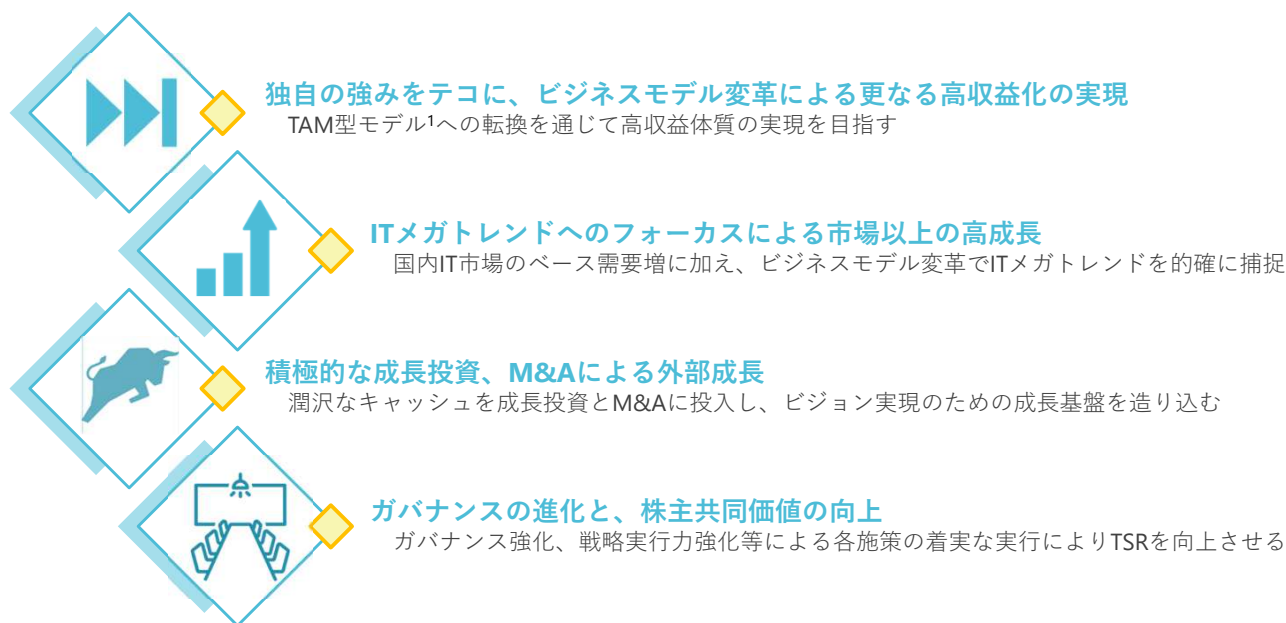 独自の強みをテコに、ビジネスモデル変革による更なる高収益化の実現
TAM型モデル¹への転換を通じて高収益体質の実現を目指す
ITメガトレンドへのフォーカスによる市場以上の高成長
国内IT市場のベース需要増に加え、ビジネスモデル変革でITメガトレンドを的確に捕捉
積極的な成長投資、M&Aによる外部成長
潤沢なキャッシュを成長投資とM&Aに投入し、ビジョン実現のための成長基盤を造り込む
ガバナンスの進化と、株主共同価値の向上
ガバナンス強化、戦略実行力強化等による各施策の着実な実行によりTSRを向上させる